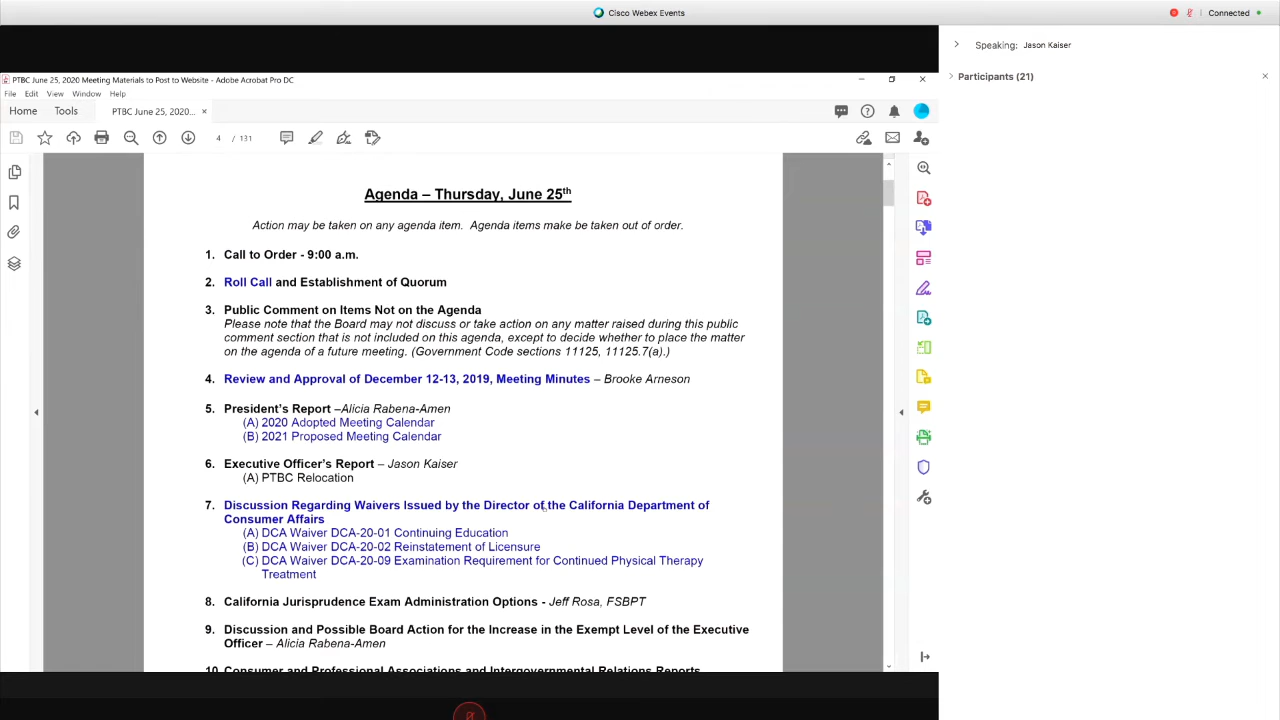 Cisco Webex Events
Connected
Speaking: Jason Kaiser
Participants (21)
PTBC June 25, 2020 Meeting Materials to Post to Website - Adobe Acrobat Pro DC
File Edit View Window Help
Home Tools PTBC June 25, 2020... ×
4 / 131
Agenda – Thursday, June 25th
Action may be taken on any agenda item. Agenda items make be taken out of order.
1. Call to Order - 9:00 a.m.
2. Roll Call and Establishment of Quorum
3. Public Comment on Items Not on the Agenda
Please note that the Board may not discuss or take action on any matter raised during this public
comment section that is not included on this agenda, except to decide whether to place the matter
on the agenda of a future meeting. (Government Code sections 11125, 11125.7(a).)
4. Review and Approval of December 12-13, 2019, Meeting Minutes – Brooke Arneson
5. President's Report –Alicia Rabena-Amen
(A) 2020 Adopted Meeting Calendar
(B) 2021 Proposed Meeting Calendar
6. Executive Officer's Report – Jason Kaiser
(A) PTBC Relocation
7. Discussion Regarding Waivers Issued by the Director of the California Department of
Consumer Affairs
(A) DCA Waiver DCA-20-01 Continuing Education
(B) DCA Waiver DCA-20-02 Reinstatement of Licensure
(C) DCA Waiver DCA-20-09 Examination Requirement for Continued Physical Therapy
Treatment
8. California Jurisprudence Exam Administration Options - Jeff Rosa, FSBPT
9. Discussion and Possible Board Action for the Increase in the Exempt Level of the Executive
Officer – Alicia Rabena-Amen
10. Consumer and Professional Associations and Intergovernmental Relations Reports